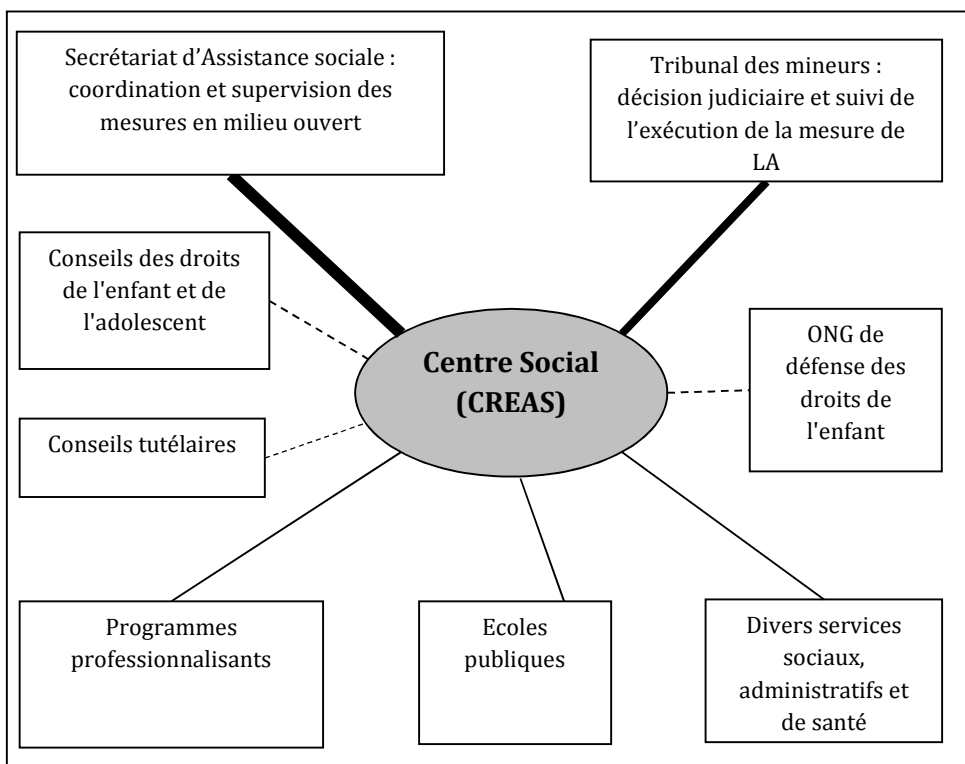 Secrétariat d’Assistance sociale :
coordination et supervision des
mesures en milieu ouvert
Tribunal des mineurs :
décision judiciaire et suivi de
l’exécution de la mesure de
LA
Conseils des droits
de l'enfant et de
l'adolescent
Centre Social
(CREAS)
ONG de
défense des
droits de
l'enfant
Conseils tutélaires
Programmes
professionnalisants
Ecoles
publiques
Divers services
sociaux,
administratifs et
de santé